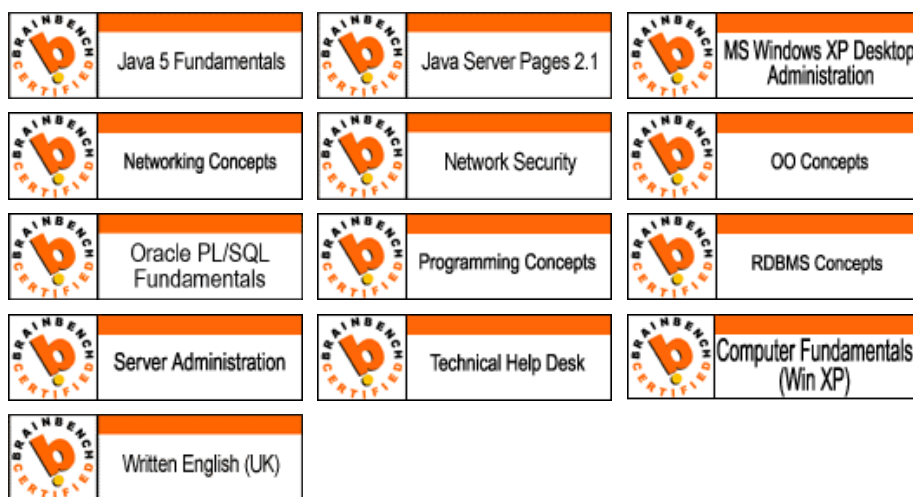 BRAINBENCH CERTIFIED
Java 5 Fundamentals
BRAINBENCH CERTIFIED
Java Server Pages 2.1
BRAINBENCH CERTIFIED
MS Windows XP Desktop
Administration
BRAINBENCH CERTIFIED
Networking Concepts
BRAINBENCH CERTIFIED
Network Security
BRAINBENCH CERTIFIED
OO Concepts
BRAINBENCH CERTIFIED
Oracle PL/SQL
Fundamentals
BRAINBENCH CERTIFIED
Programming Concepts
BRAINBENCH CERTIFIED
RDBMS Concepts
BRAINBENCH CERTIFIED
Server Administration
BRAINBENCH CERTIFIED
Technical Help Desk
BRAINBENCH CERTIFIED
Computer Fundamentals
(Win XP)
BRAINBENCH CERTIFIED
Written English (UK)